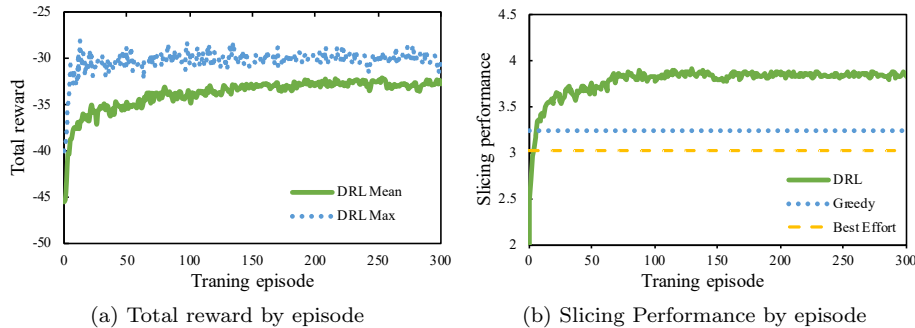 -25
-30
-35
-40
-45
-50
Total reward
DRL Mean
DRL Max
0 50 100 150 200 250 300
Traning episode
(a) Total reward by episode
4.5
4
3.5
3
2.5
2
Slicing performance
DRL
Greedy
Best Effort
0 50 100 150 200 250 300
Traning episode
(b) Slicing Performance by episode